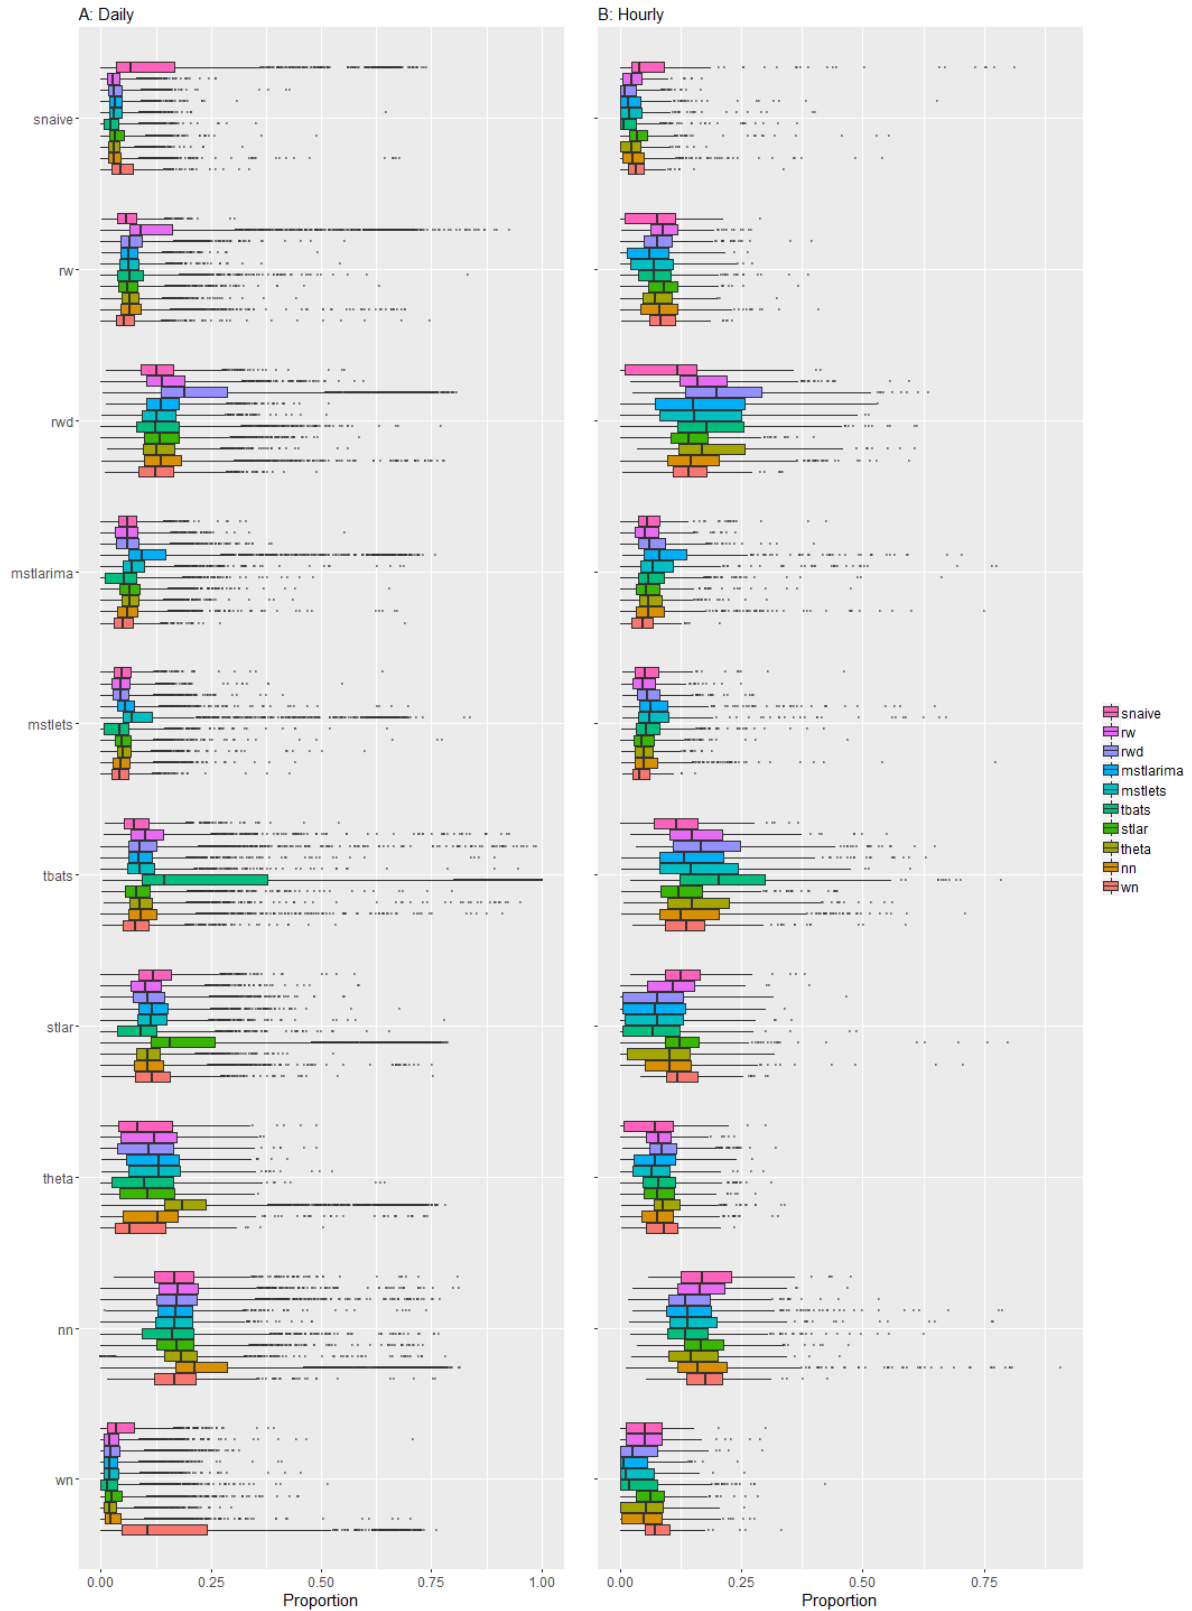 A: Daily
B: Hourly
snaive
rw
rwd
mstlarima
mstlets
tbats
stlar
theta
nn
wn
0.00 0.25 0.50 0.75 1.00
Proportion
0.00 0.25 0.50 0.75
Proportion
snaive
rw
rwd
mstlarima
mstlets
tbats
stlar
theta
nn
wn